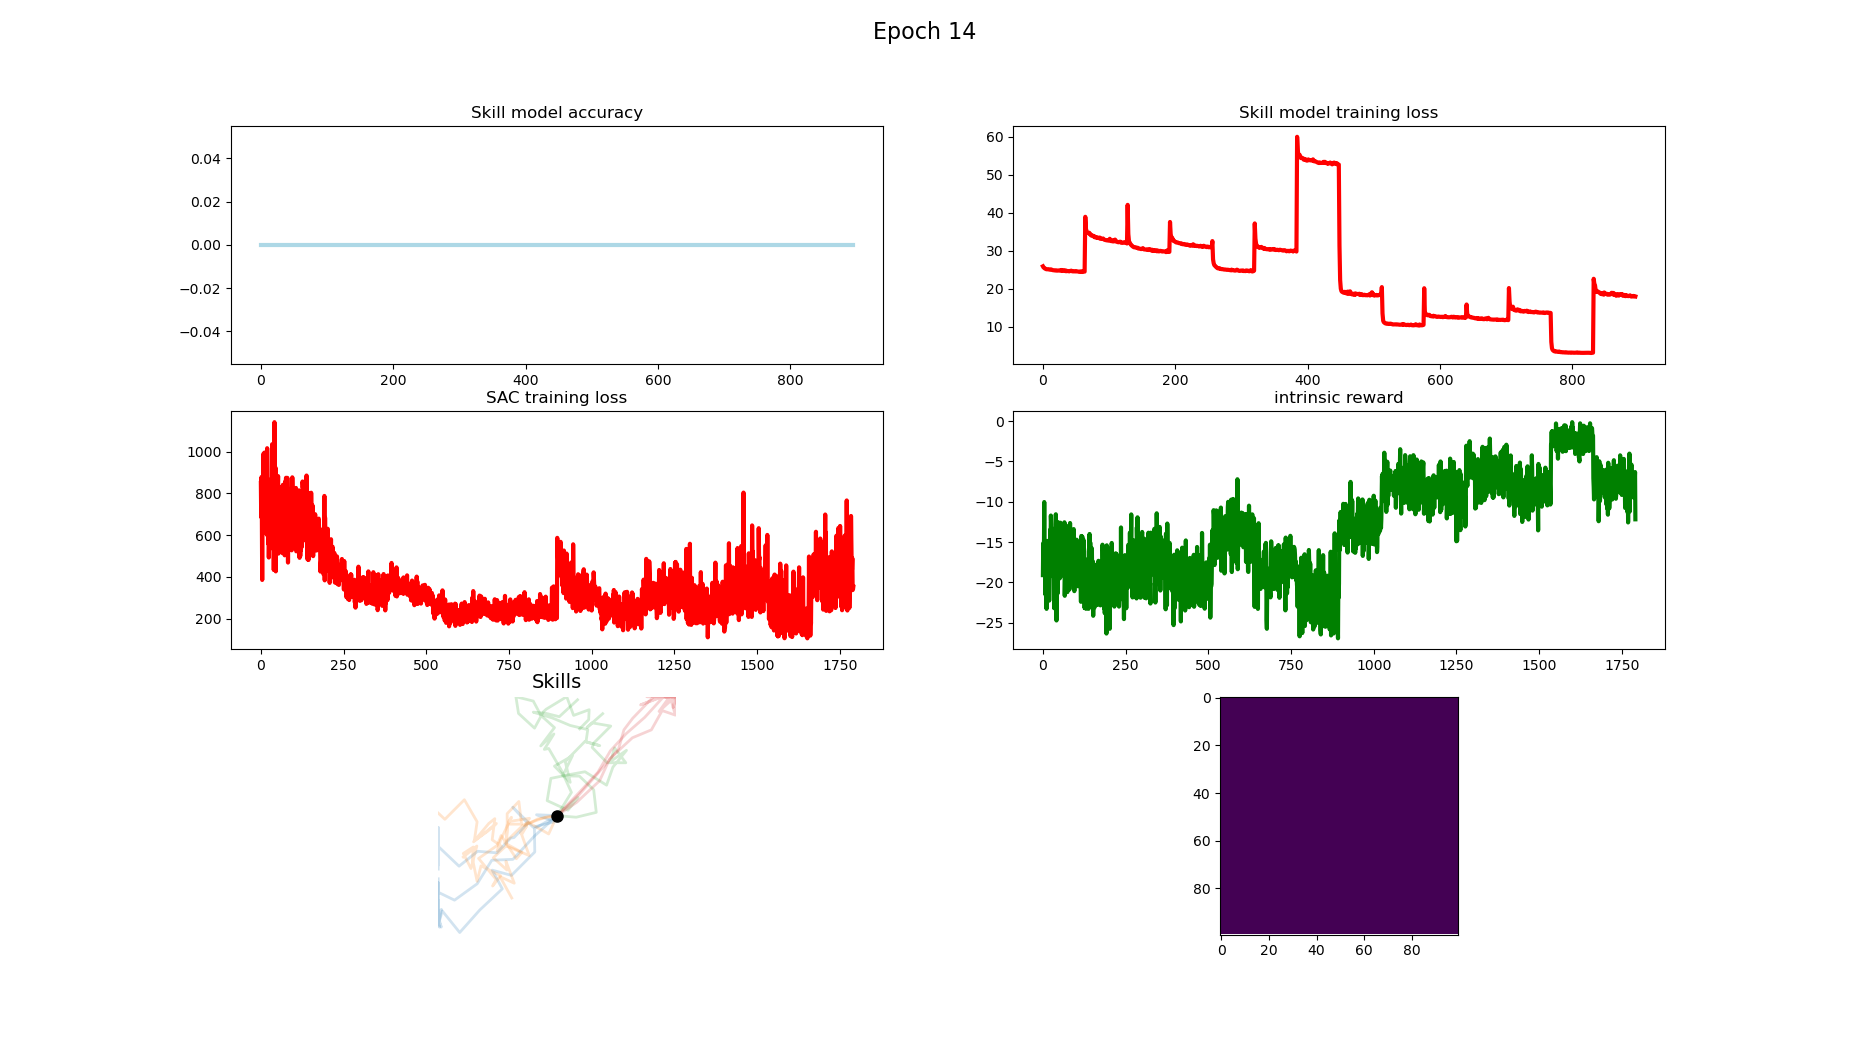 Epoch 14
Skill model accuracy
0.04
0.02
0.00
−0.02
−0.04
0 200 400 600 800
Skill model training loss
60
50
40
30
20
10
0 200 400 600 800
SAC training loss
1000
800
600
400
200
0 250 500 750 1000 1250 1500 1750
intrinsic reward
0
−5
−10
−15
−20
−25
0 250 500 750 1000 1250 1500 1750
Skills
0
20
40
60
80
0 20 40 60 80